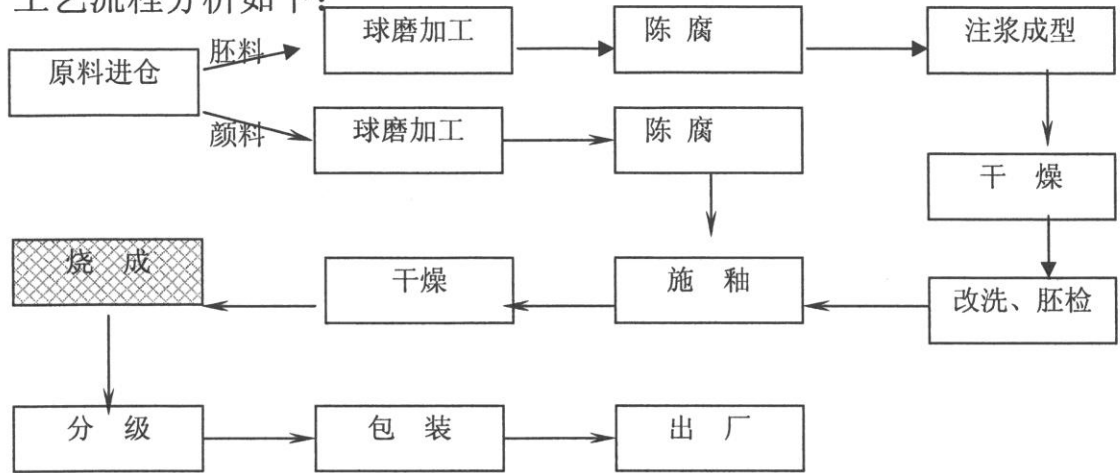 工艺流程分析如下:
原料进仓
胚料
球磨加工
陈 腐
注浆成型
颜料
球磨加工
陈 腐
干 燥
烧 成
干燥
施 釉
改洗、胚检
分 级
包 装
出 厂